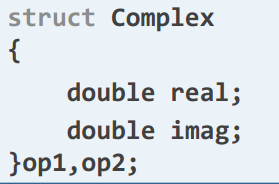 struct Complex
{
    double real;
    double imag;
}op1,op2;